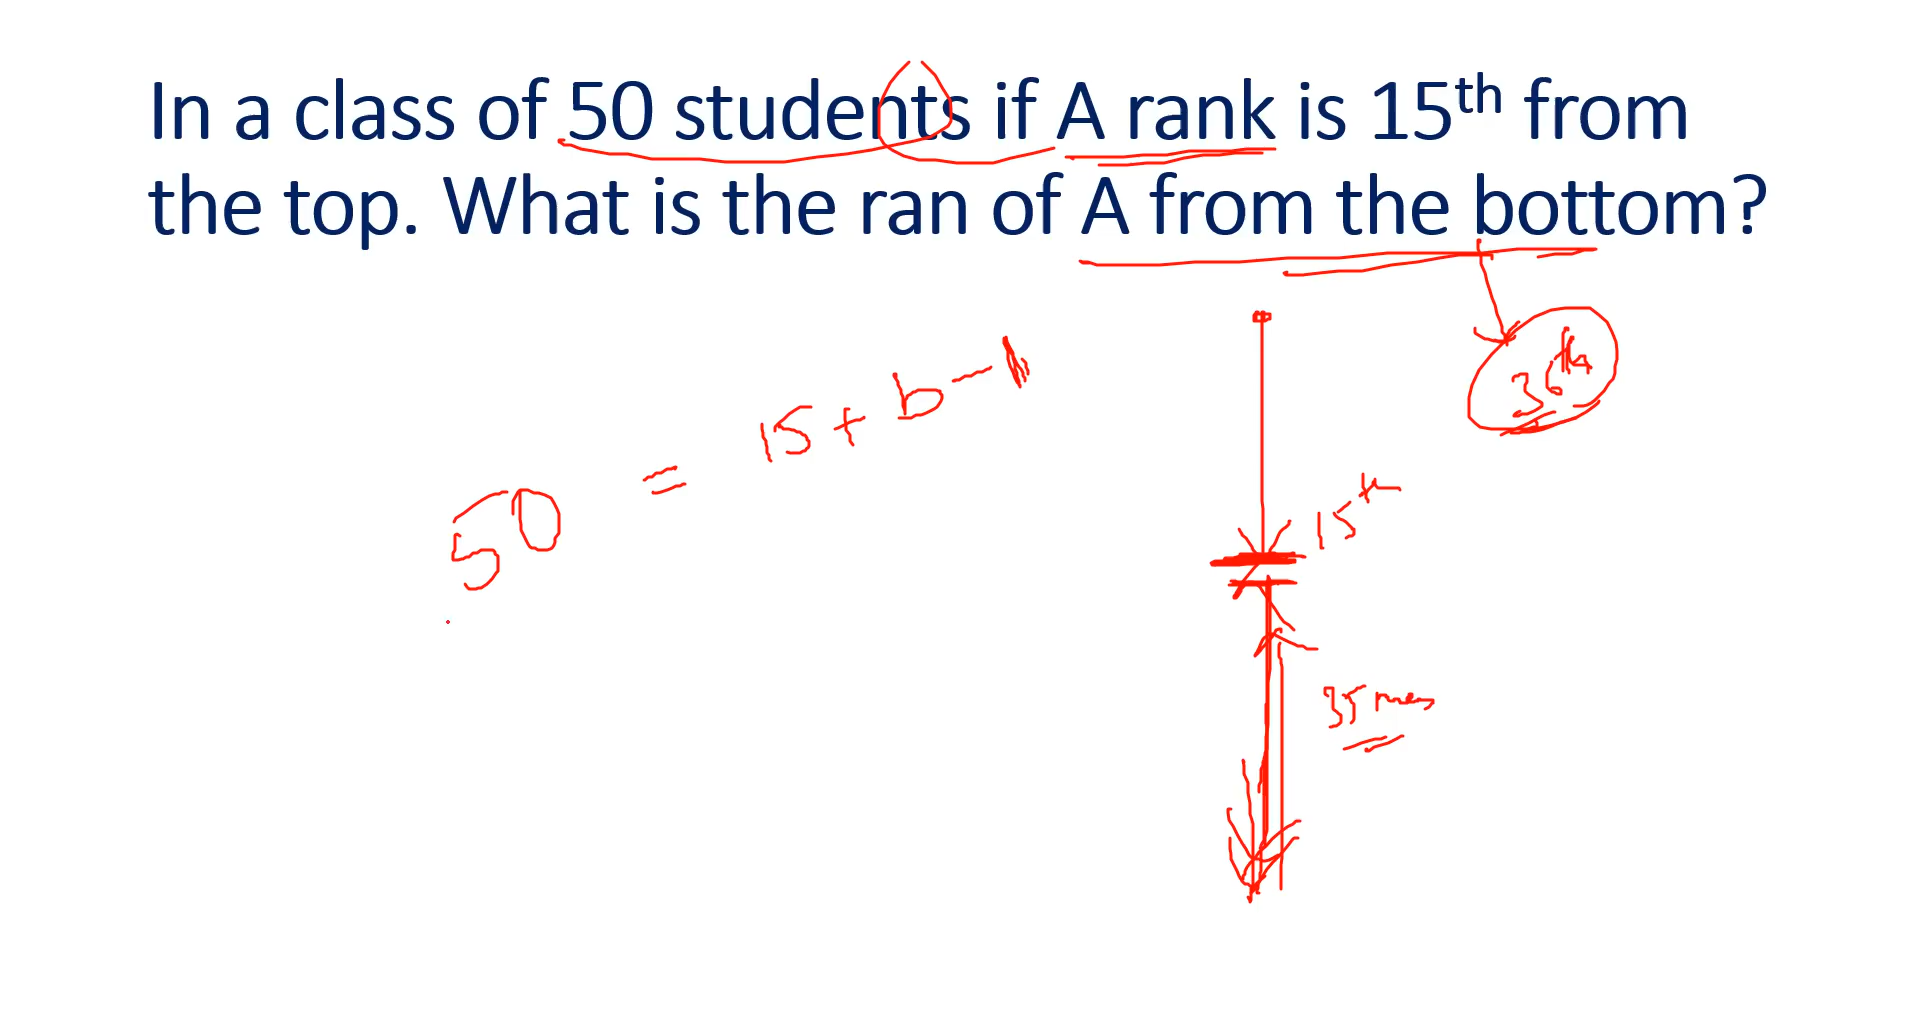 In a class of 50 students if A rank is 15th from
the top. What is the ran of A from the bottom?
36th
50 = 15 + b - 1
15th
35